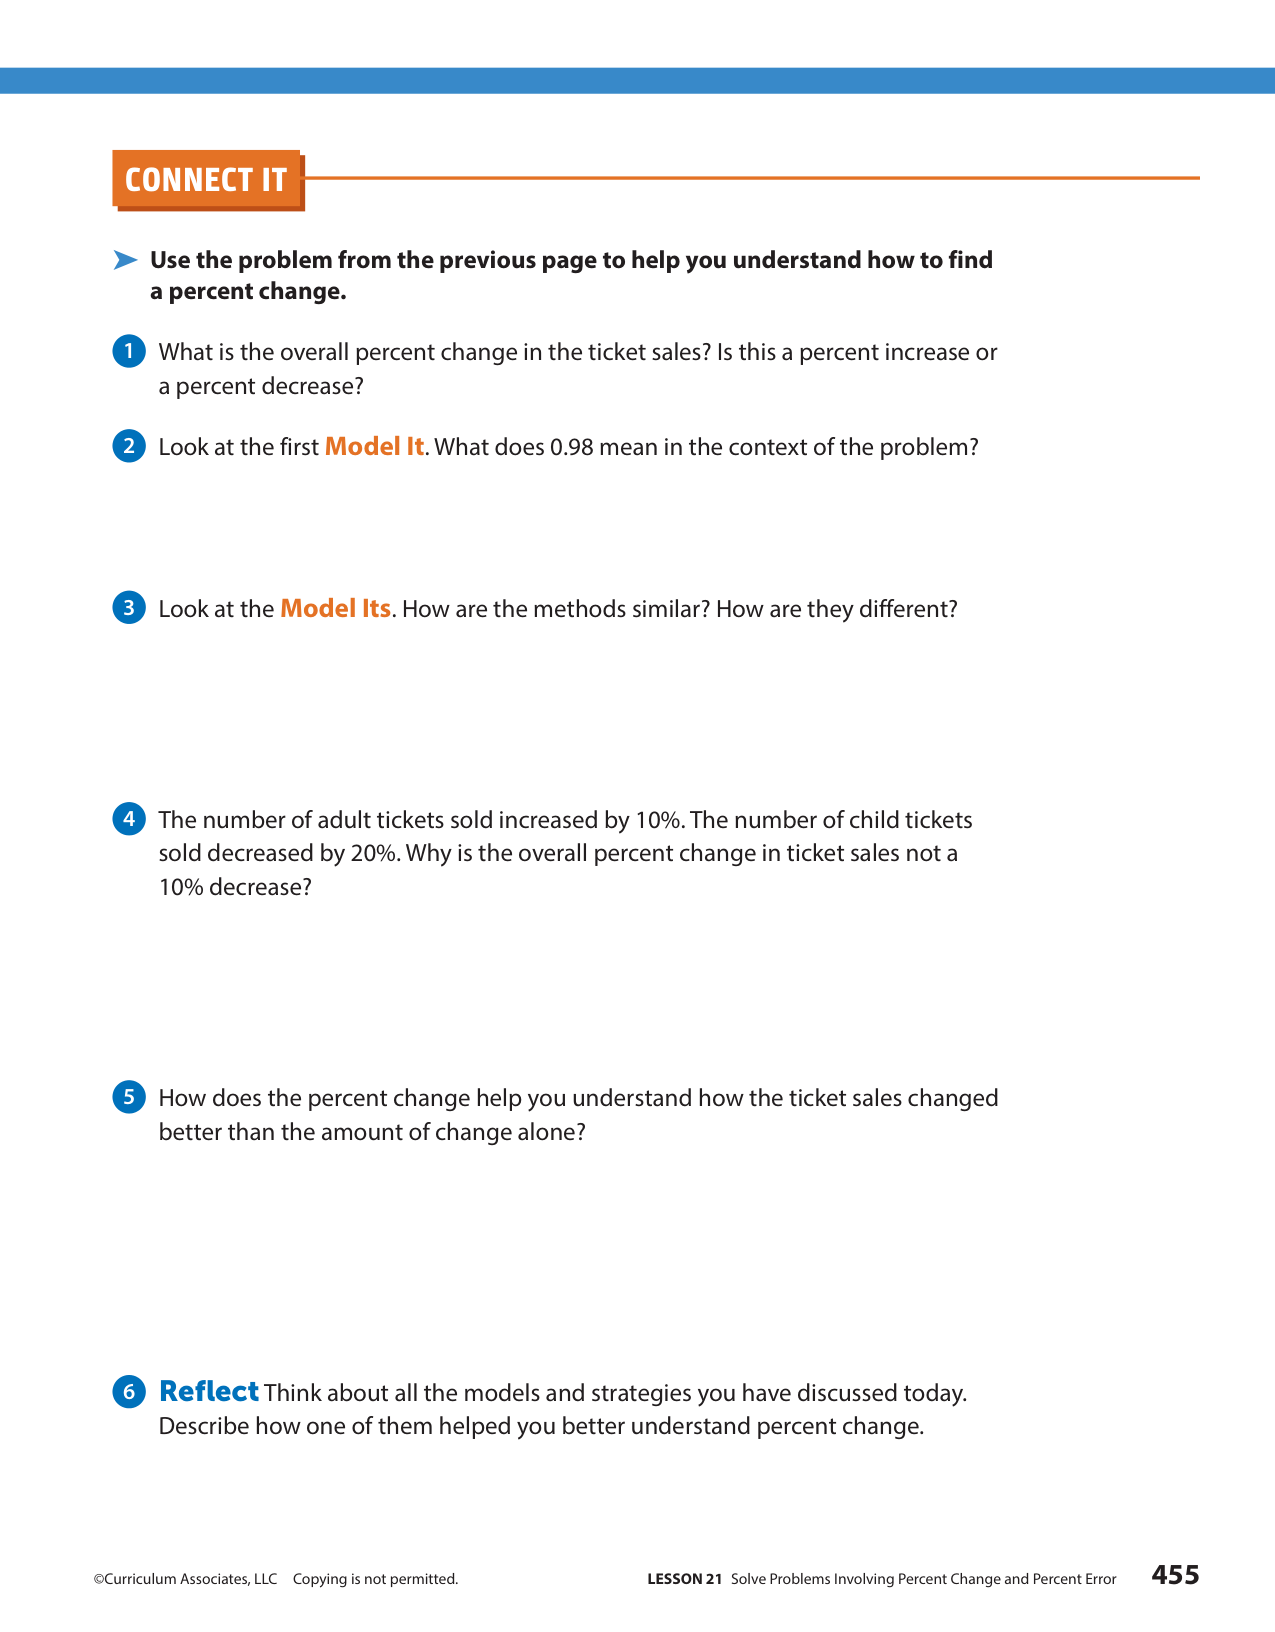 CONNECT IT
Use the problem from the previous page to help you understand how to find
a percent change.
1 What is the overall percent change in the ticket sales? Is this a percent increase or
a percent decrease?
2 Look at the first Model It. What does 0.98 mean in the context of the problem?
3 Look at the Model Its. How are the methods similar? How are they different?
4 The number of adult tickets sold increased by 10%. The number of child tickets
sold decreased by 20%. Why is the overall percent change in ticket sales not a
10% decrease?
5 How does the percent change help you understand how the ticket sales changed
better than the amount of change alone?
6 Reflect Think about all the models and strategies you have discussed today.
Describe how one of them helped you better understand percent change.
©Curriculum Associates, LLC Copying is not permitted. LESSON 21 Solve Problems Involving Percent Change and Percent Error 455